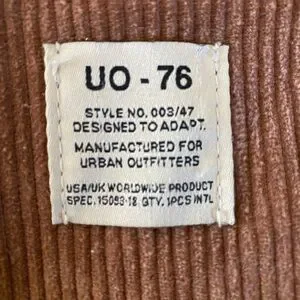 UO - 76
STYLE NO. 003/47
DESIGNED TO ADAPT.
MANUFACTURED FOR
URBAN OUTFITTERS
USA/UK WORLDWIDE PRODUCT
SPEC. 15093-18. QTY. 1PCS INTL